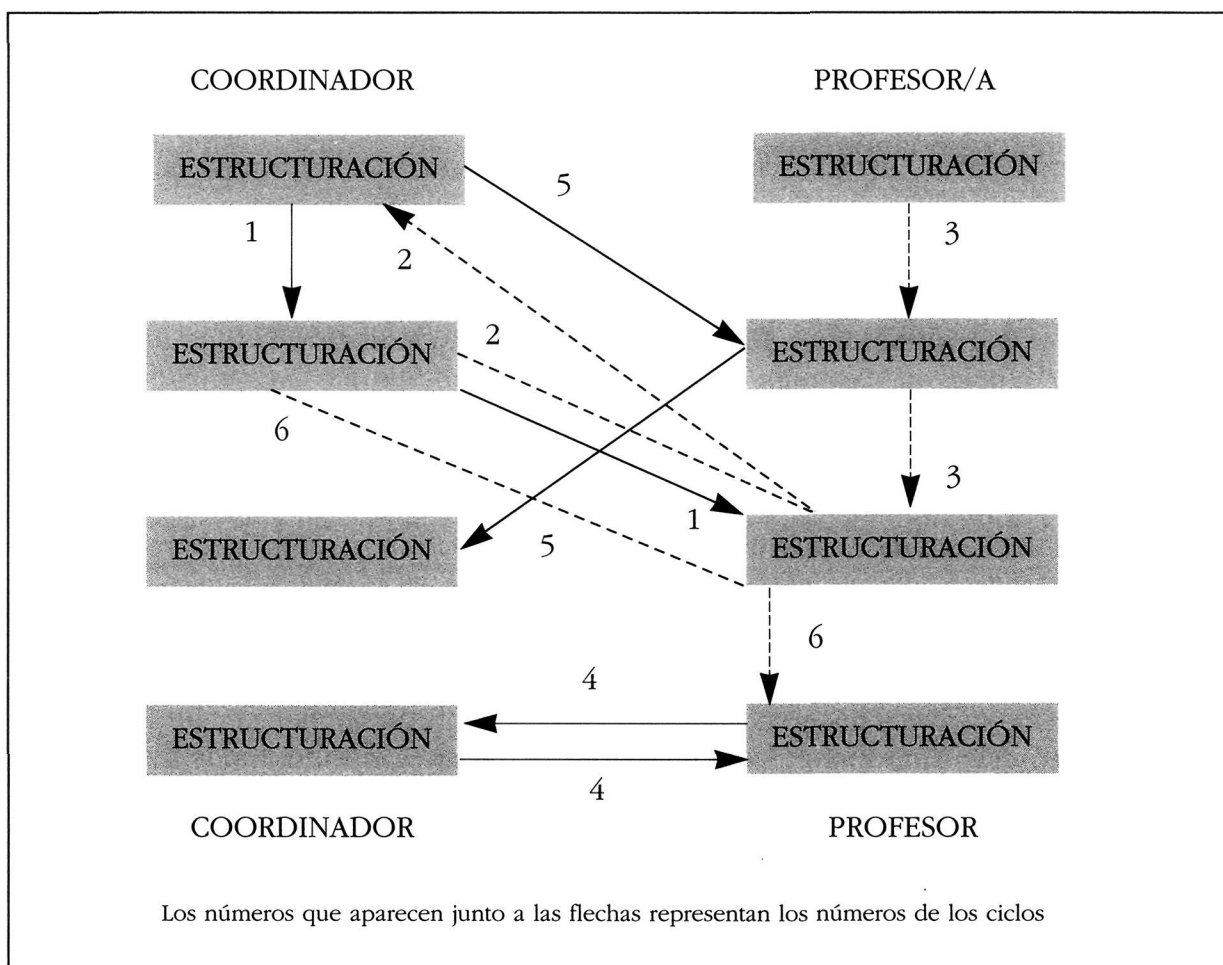 COORDINADOR PROFESOR/A
ESTRUCTURACIÓN ESTRUCTURACIÓN
5
1
2
3
ESTRUCTURACIÓN ESTRUCTURACIÓN
2
6
3
1
5
ESTRUCTURACIÓN ESTRUCTURACIÓN
6
4
ESTRUCTURACIÓN ESTRUCTURACIÓN
4
COORDINADOR PROFESOR
Los números que aparecen junto a las flechas representan los números de los ciclos